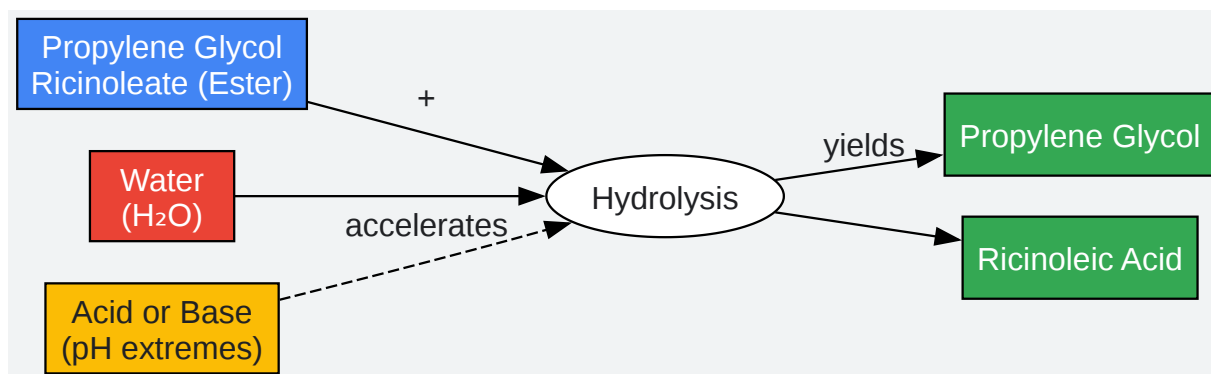 Propylene Glycol
Ricinoleate (Ester)
+
Water
(H₂O)
accelerates
Acid or Base
(pH extremes)
Hydrolysis
yields
Propylene Glycol
Ricinoleic Acid